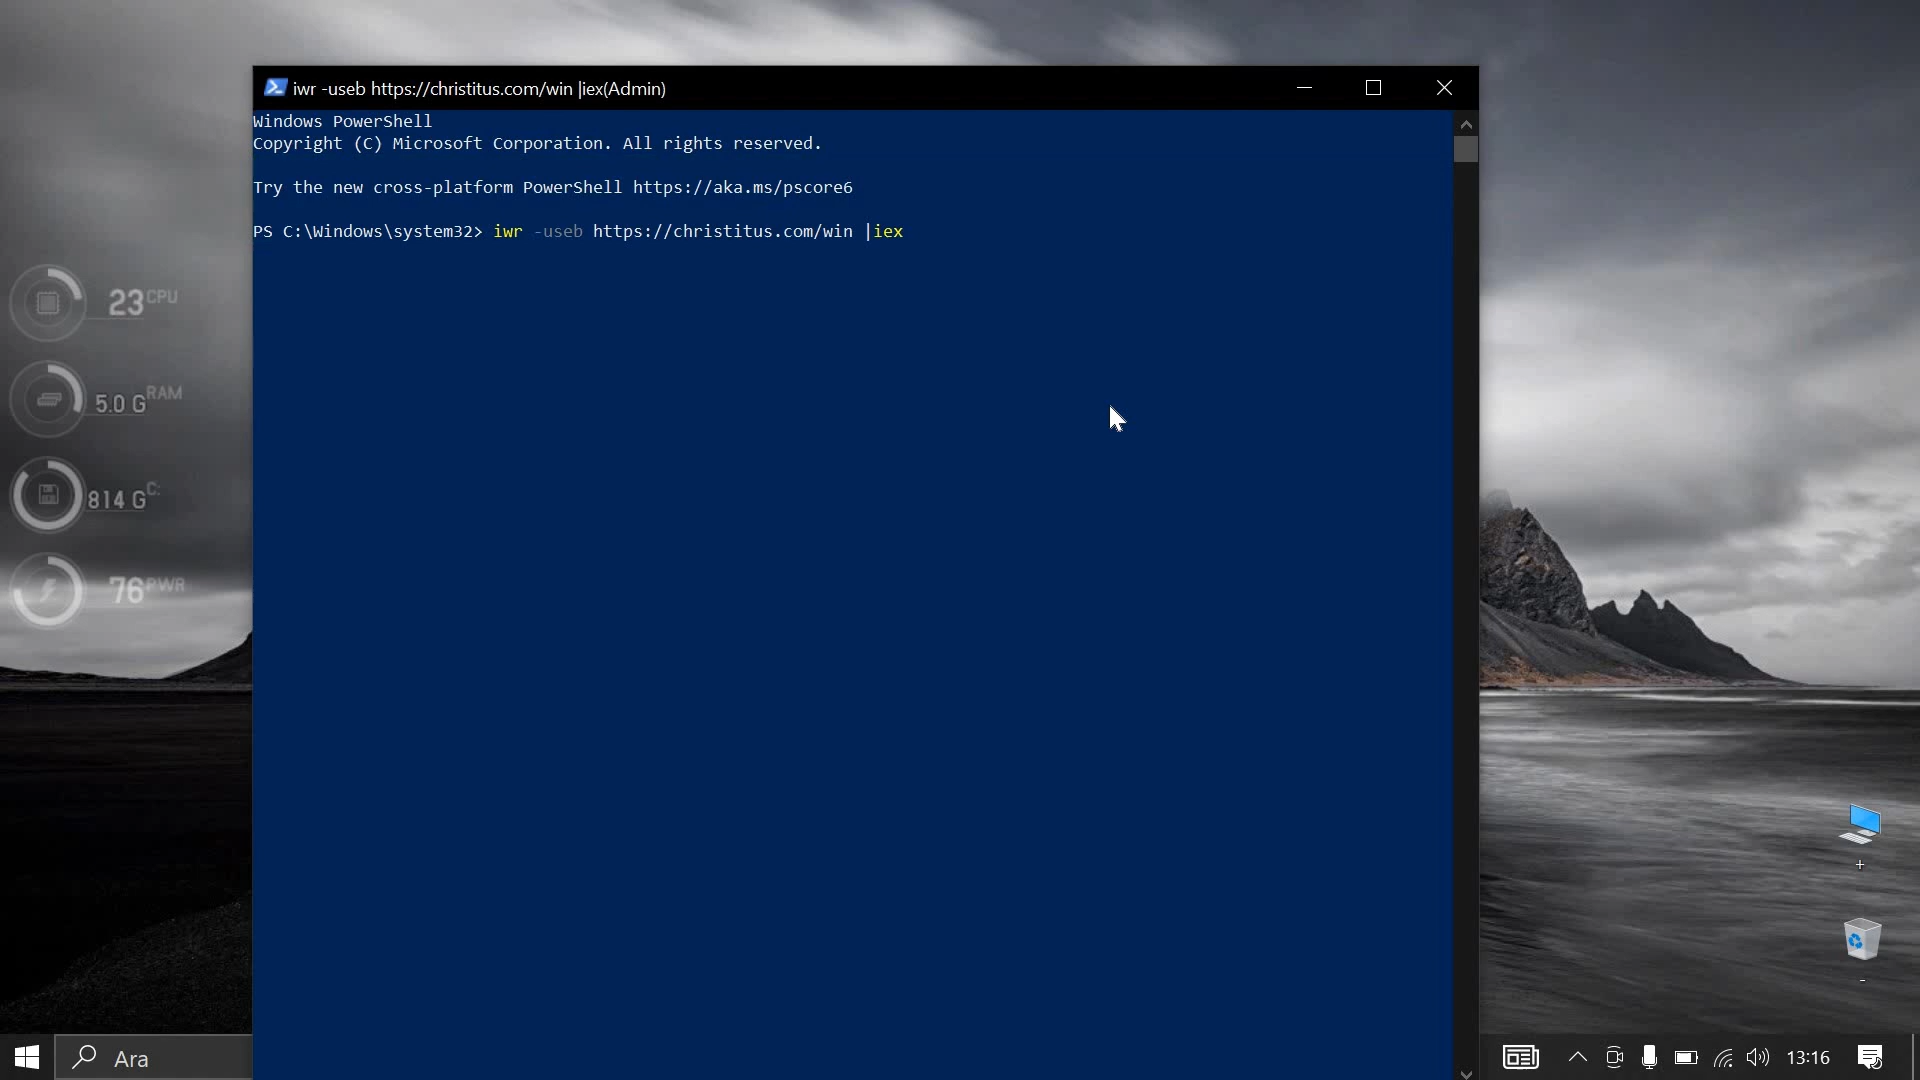 iwr -useb https://christitus.com/win |iex(Admin)
Windows PowerShell
Copyright (C) Microsoft Corporation. All rights reserved.
Try the new cross-platform PowerShell https://aka.ms/pscore6
PS C:\Windows\system32> iwr -useb https://christitus.com/win |iex
23 CPU
5.0 G RAM
814 G C:
76 PWR
+
-
Ara
13:16